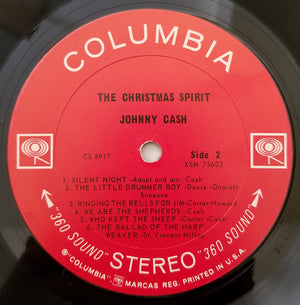 COLUMBIA
THE CHRISTMAS SPIRIT
JOHNNY CASH
CS 8917
Side 2
XSM 75603
1. SILENT NIGHT -Adapt and arr: Cash
2. THE LITTLE DRUMMER BOY -Davis -Onorati
Simeone
3. RINGING THE BELLS FOR JIM-Carter-Howard
4. WE ARE THE SHEPHERDS -Cash
5. WHO KEPT THE SHEEP -Carter -Cash
6. THE BALLAD OF THE HARP
WEAVER -St. Vincent Millay
"360 SOUND" STEREO "360 SOUND"
® "COLUMBIA" MARCAS REG. PRINTED IN U.S.A.